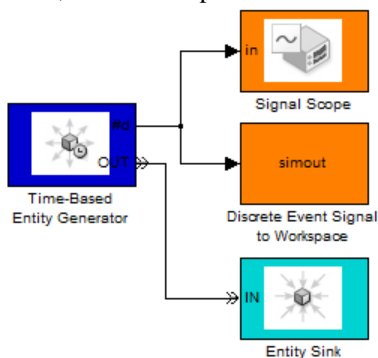 in
Signal Scope
#d
OUT
Time-Based
Entity Generator
simout
Discrete Event Signal
to Workspace
IN
Entity Sink